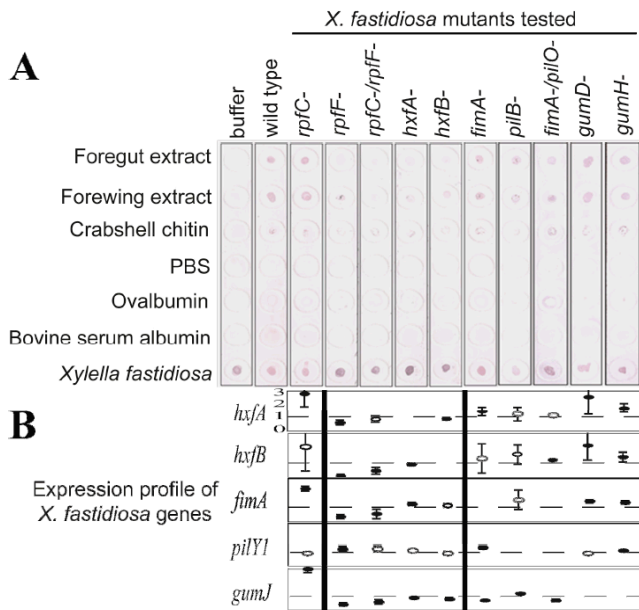 X. fastidiosa mutants tested
A
buffer
wild type
rpfC-
rpfF-
rpfC-/rpfF-
hxfA-
hxfB-
fimA-
pilB-
fimA-/pilO-
gumD-
gumH-
Foregut extract
Forewing extract
Crabshell chitin
PBS
Ovalbumin
Bovine serum albumin
Xylella fastidiosa
B
Expression profile of
X. fastidiosa genes
hxfA
3
2
1
0
hxfB
fimA
pilY1
gumJ